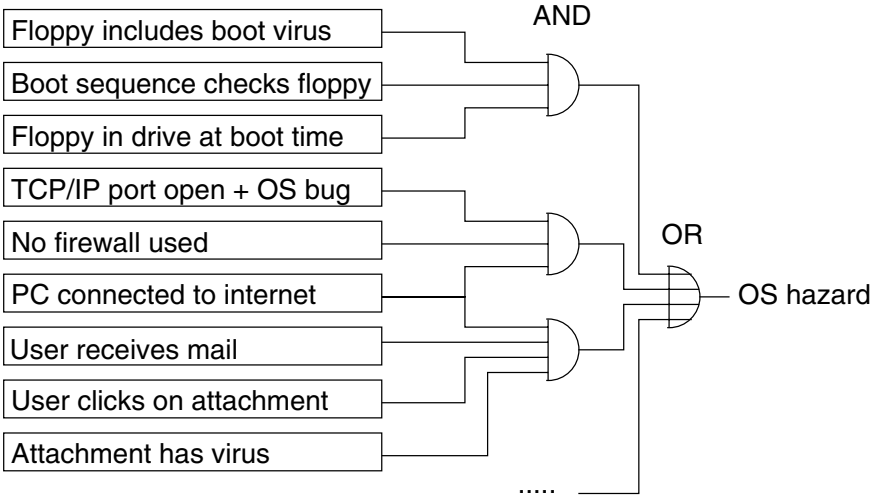 AND
Floppy includes boot virus
Boot sequence checks floppy
Floppy in drive at boot time
TCP/IP port open + OS bug
No firewall used
OR
PC connected to internet
OS hazard
User receives mail
User clicks on attachment
Attachment has virus
.....